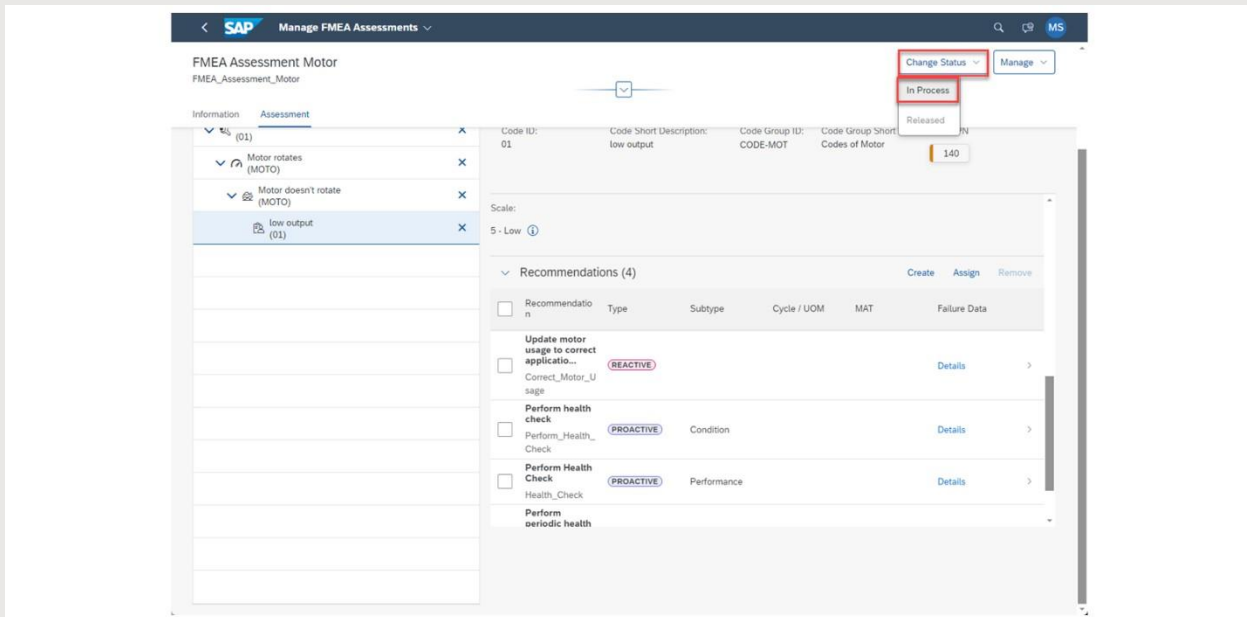 SAP Manage FMEA Assessments
MS
FMEA Assessment Motor
FMEA_Assessment_Motor
Change Status
Manage
In Process
Released
Information Assessment
(01)
Motor rotates
(MOTO)
Motor doesn't rotate
(MOTO)
low output
(01)
Code ID:
01
Code Short Description:
low output
Code Group ID:
CODE-MOT
Code Group Short
Codes of Motor
140
Scale:
5 - Low
Recommendations (4)
Create Assign Remove
Recommendatio
n
Type
Subtype
Cycle / UOM
MAT
Failure Data
Update motor
usage to correct
applicatio...
Correct_Motor_U
sage
REACTIVE
Details
Perform health
check
Perform_Health_
Check
PROACTIVE
Condition
Details
Perform Health
Check
Health_Check
PROACTIVE
Performance
Details
Perform
periodic health